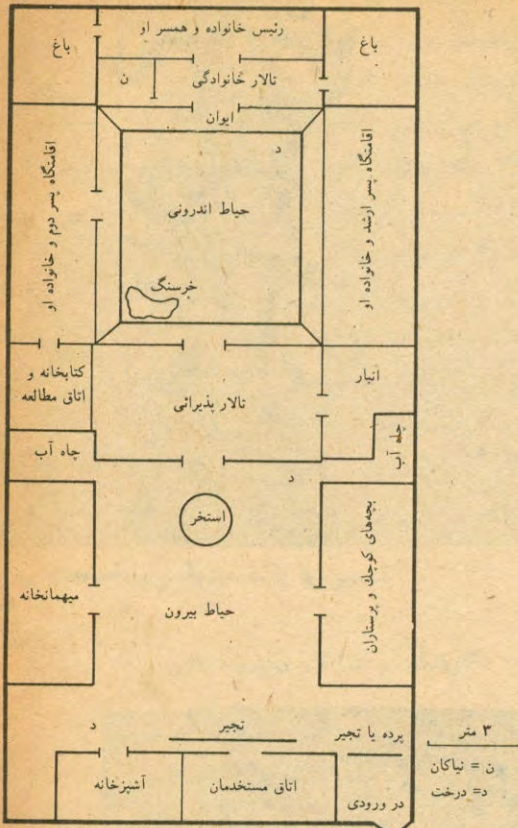 رئیس خانواده و همسر او
باغ
باغ
تالار خانوادگی
ن
ایوان
د
اقامتگاه پسر ارشد و خانواده او
حیاط اندرونی
اقامتگاه پسر دوم و خانواده او
خرسنگ
انبار
تالار پذیرائی
کتابخانه و
اتاق مطالعه
چاه آب
چاه آب
د
استخر
بچه‌های کوچك و پرستاران
حیاط بیرون
میهمانخانه
پرده یا تجیر
تجیر
د
در ورودی
اتاق مستخدمان
آشپزخانه
۳ متر
ن = نیاکان
د= درخت